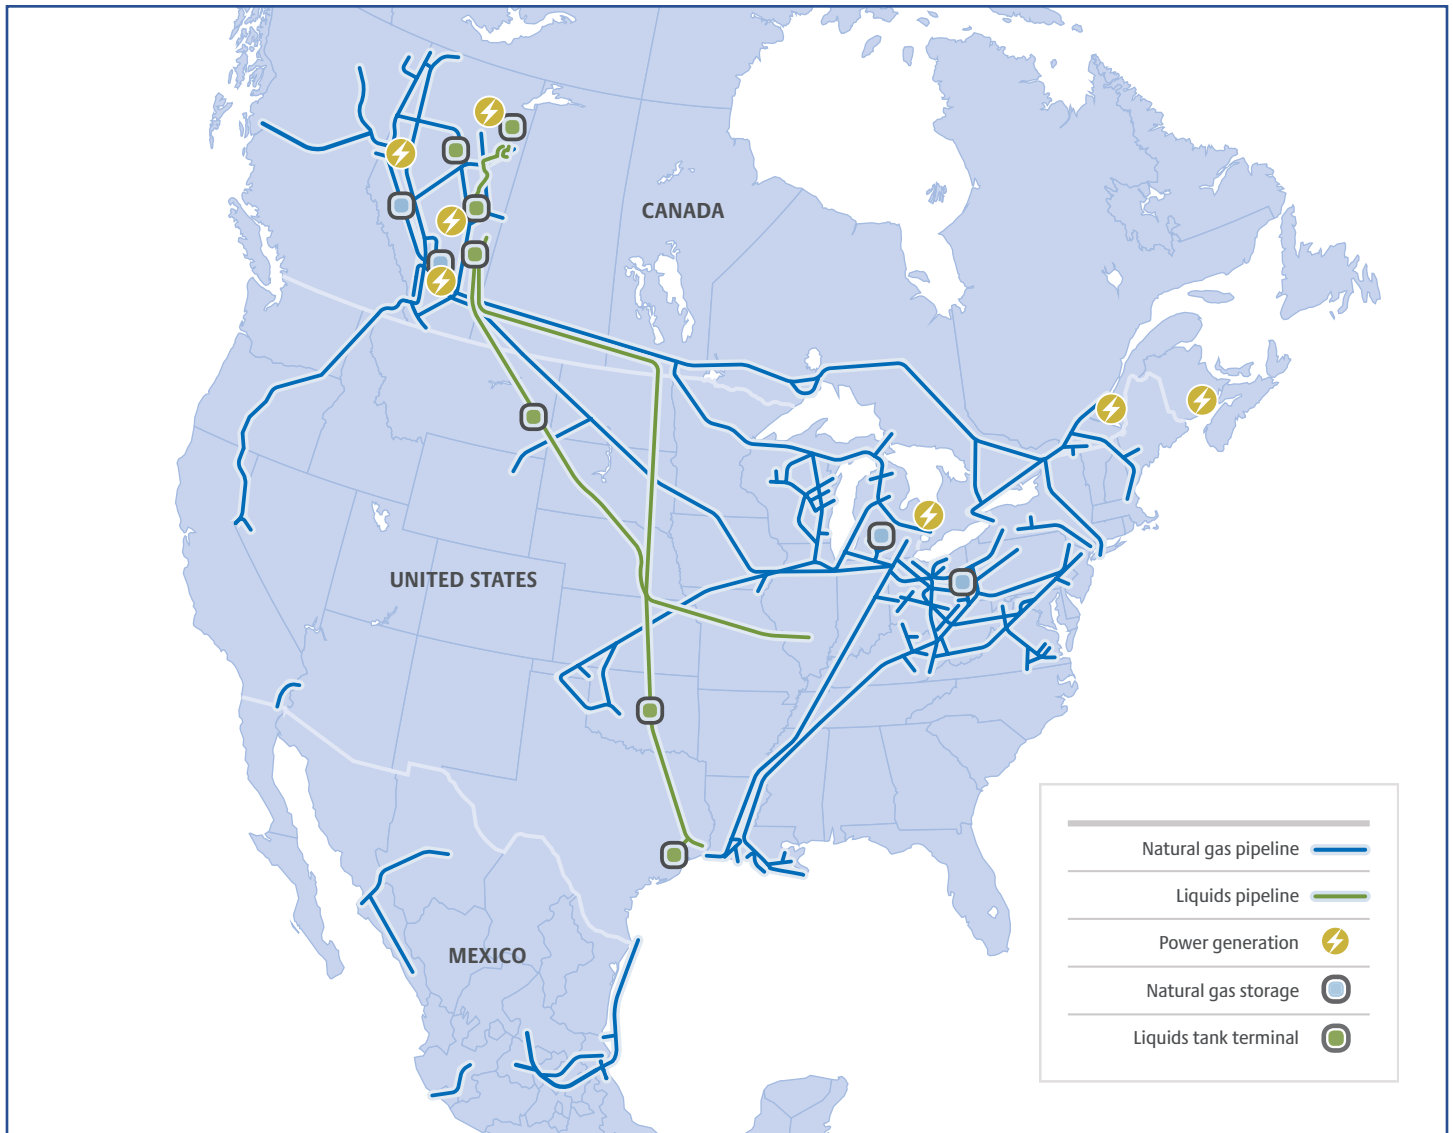 CANADA
UNITED STATES
MEXICO
Natural gas pipeline
Liquids pipeline
Power generation
Natural gas storage
Liquids tank terminal